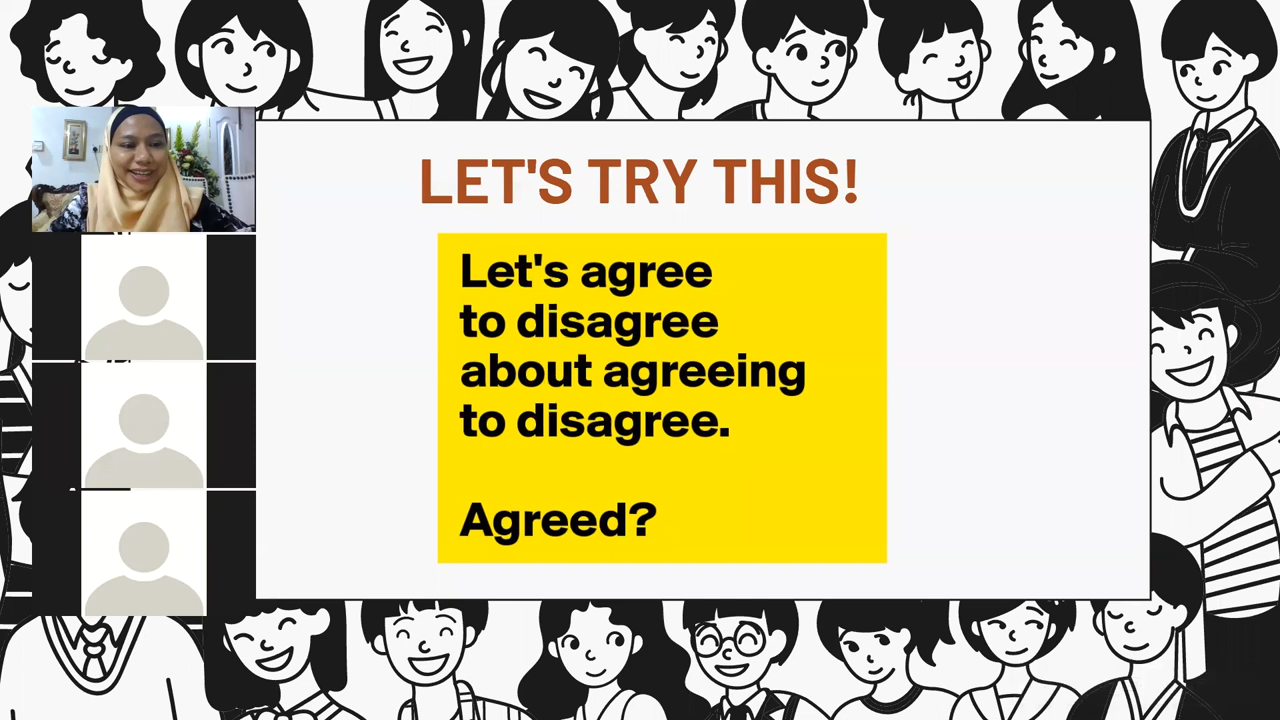 LET'S TRY THIS!
Let's agree
to disagree
about agreeing
to disagree.
Agreed?